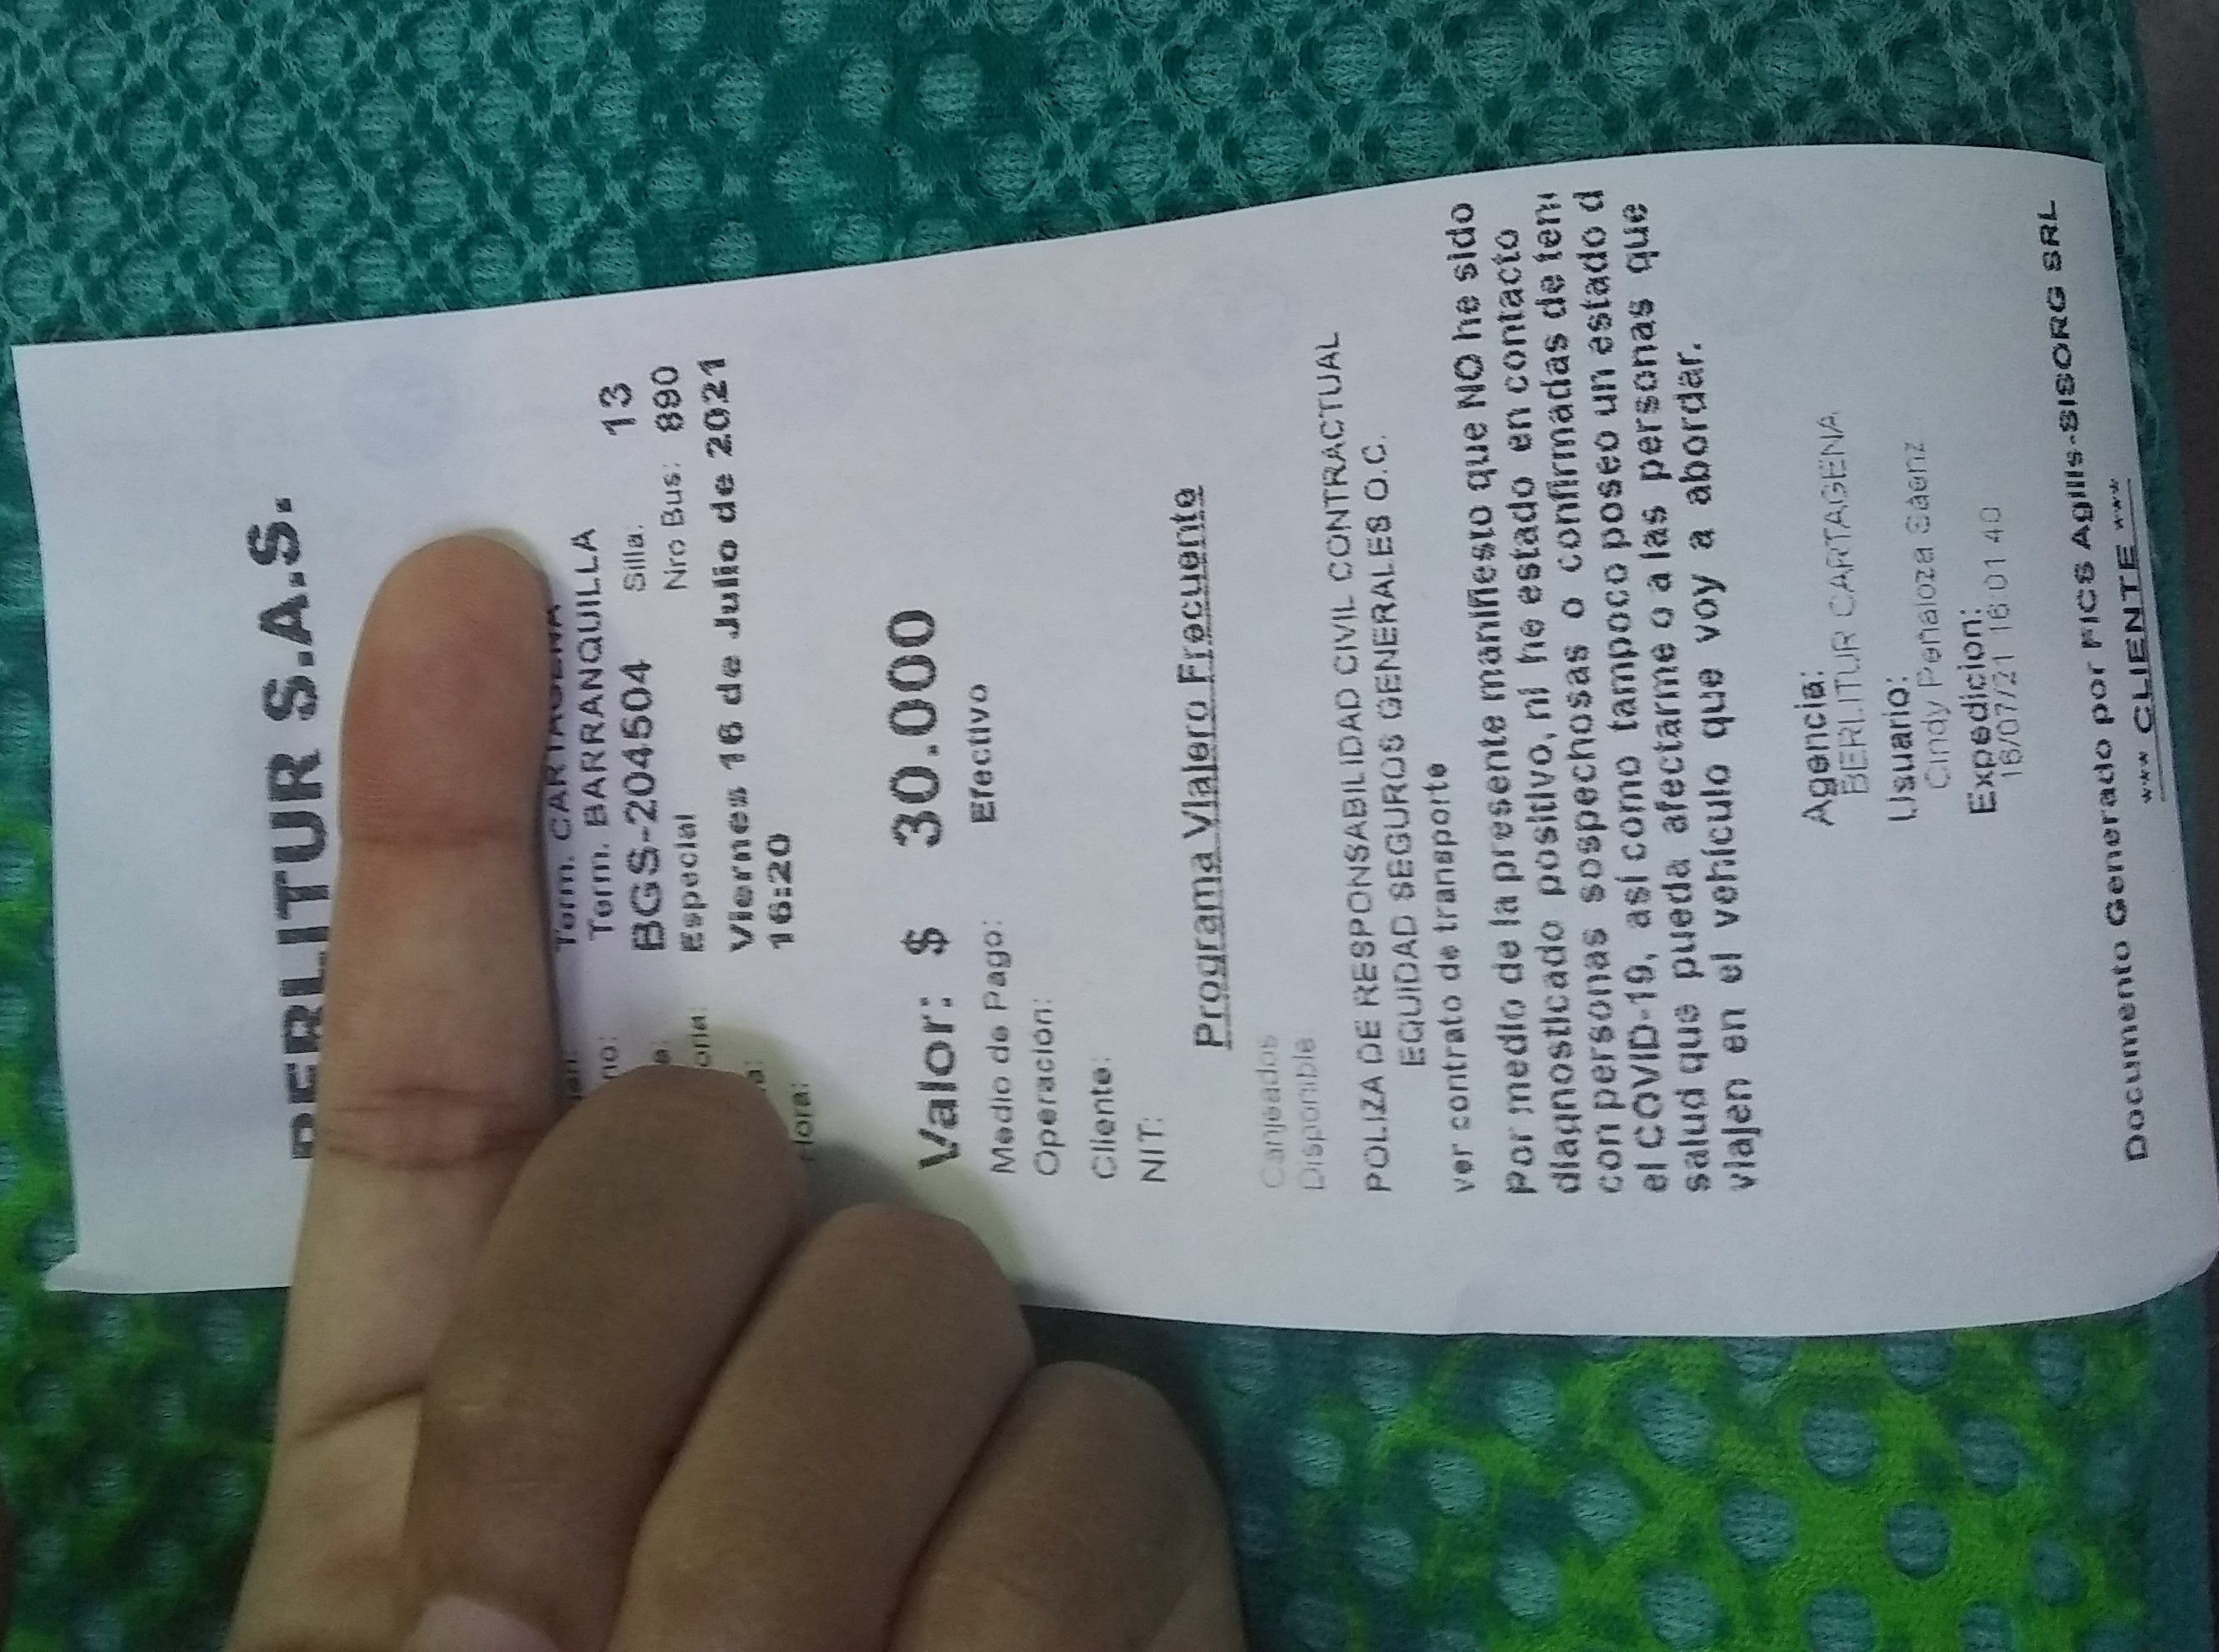 BERLITUR S.A.S.
Term. CARTAGENA
Term. BARRANQUILLA
BGS-204504 Silla: 13
Especial Nro Bus: 890
Viernes 16 de Julio de 2021
Hora: 16:20
Valor: $ 30.000
Medio de Pago: Efectivo
Operación:
Cliente:
NIT:
Programa Viajero Frecuente
Canjeados
Disponible:
POLIZA DE RESPONSABILIDAD CIVIL CONTRACTUAL
EQUIDAD SEGUROS GENERALES O.C.
ver contrato de transporte
Por medio de la presente manifiesto que NO he sido
diagnosticado positivo, ni he estado en contacto
con personas sospechosas o confirmadas de ten
el COVID-19, así como tampoco poseo un estado d
salud que pueda afectarme o a las personas que
viajen en el vehículo que voy a abordar.
Agencia:
BERLITUR CARTAGENA
Usuario:
Cindy Peñaloza Saenz
Expedicion:
16/07/21 16:01:40
Documento Generado por FICS Agilis-SISORG SRL
*** CLIENTE ***